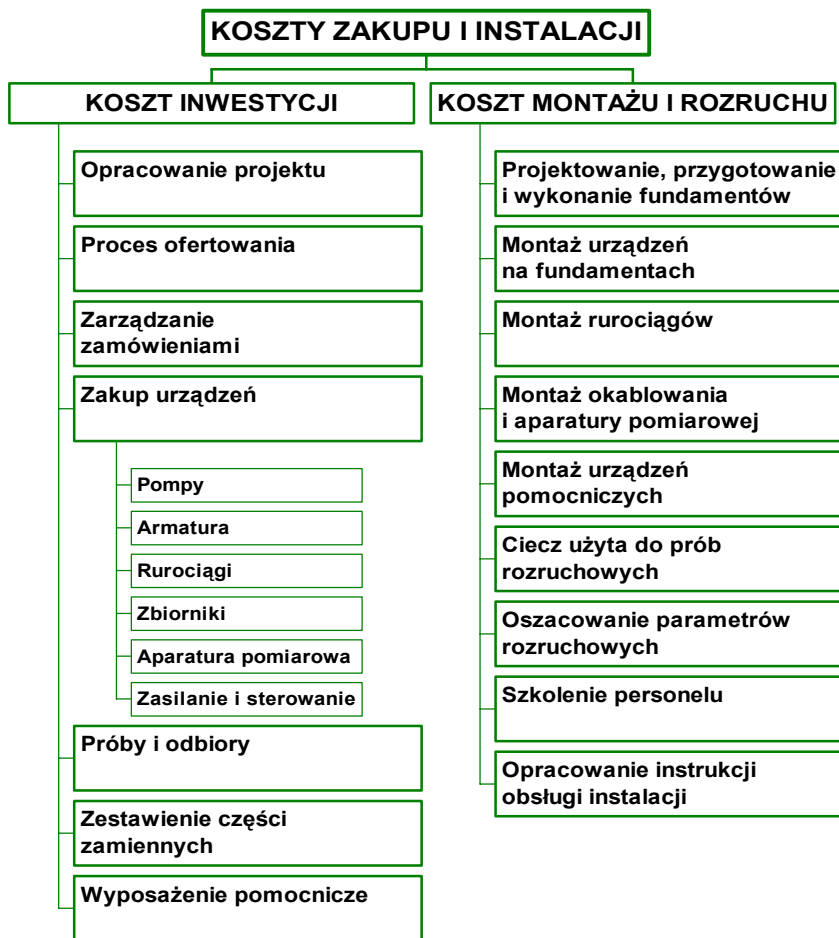 KOSZTY ZAKUPU I INSTALACJI
KOSZT INWESTYCJI
Opracowanie projektu
Proces ofertowania
Zarządzanie
zamówieniami
Zakup urządzeń
Pompy
Armatura
Rurociągi
Zbiorniki
Aparatura pomiarowa
Zasilanie i sterowanie
Próby i odbiory
Zestawienie części
zamiennych
Wyposażenie pomocnicze
KOSZT MONTAŻU I ROZRUCHU
Projektowanie, przygotowanie
i wykonanie fundamentów
Montaż urządzeń
na fundamentach
Montaż rurociągów
Montaż okablowania
i aparatury pomiarowej
Montaż urządzeń
pomocniczych
Ciecz użyta do prób
rozruchowych
Oszacowanie parametrów
rozruchowych
Szkolenie personelu
Opracowanie instrukcji
obsługi instalacji